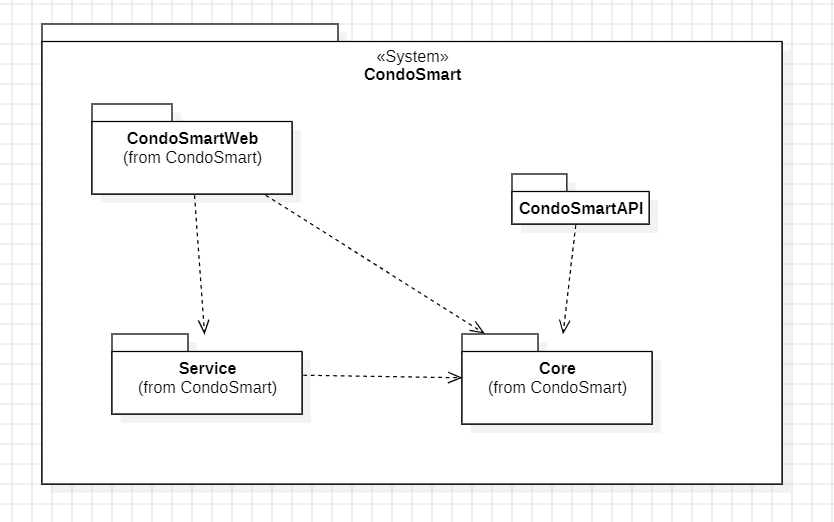 «System»
CondoSmart
CondoSmartWeb
(from CondoSmart)
CondoSmartAPI
Service
(from CondoSmart)
Core
(from CondoSmart)